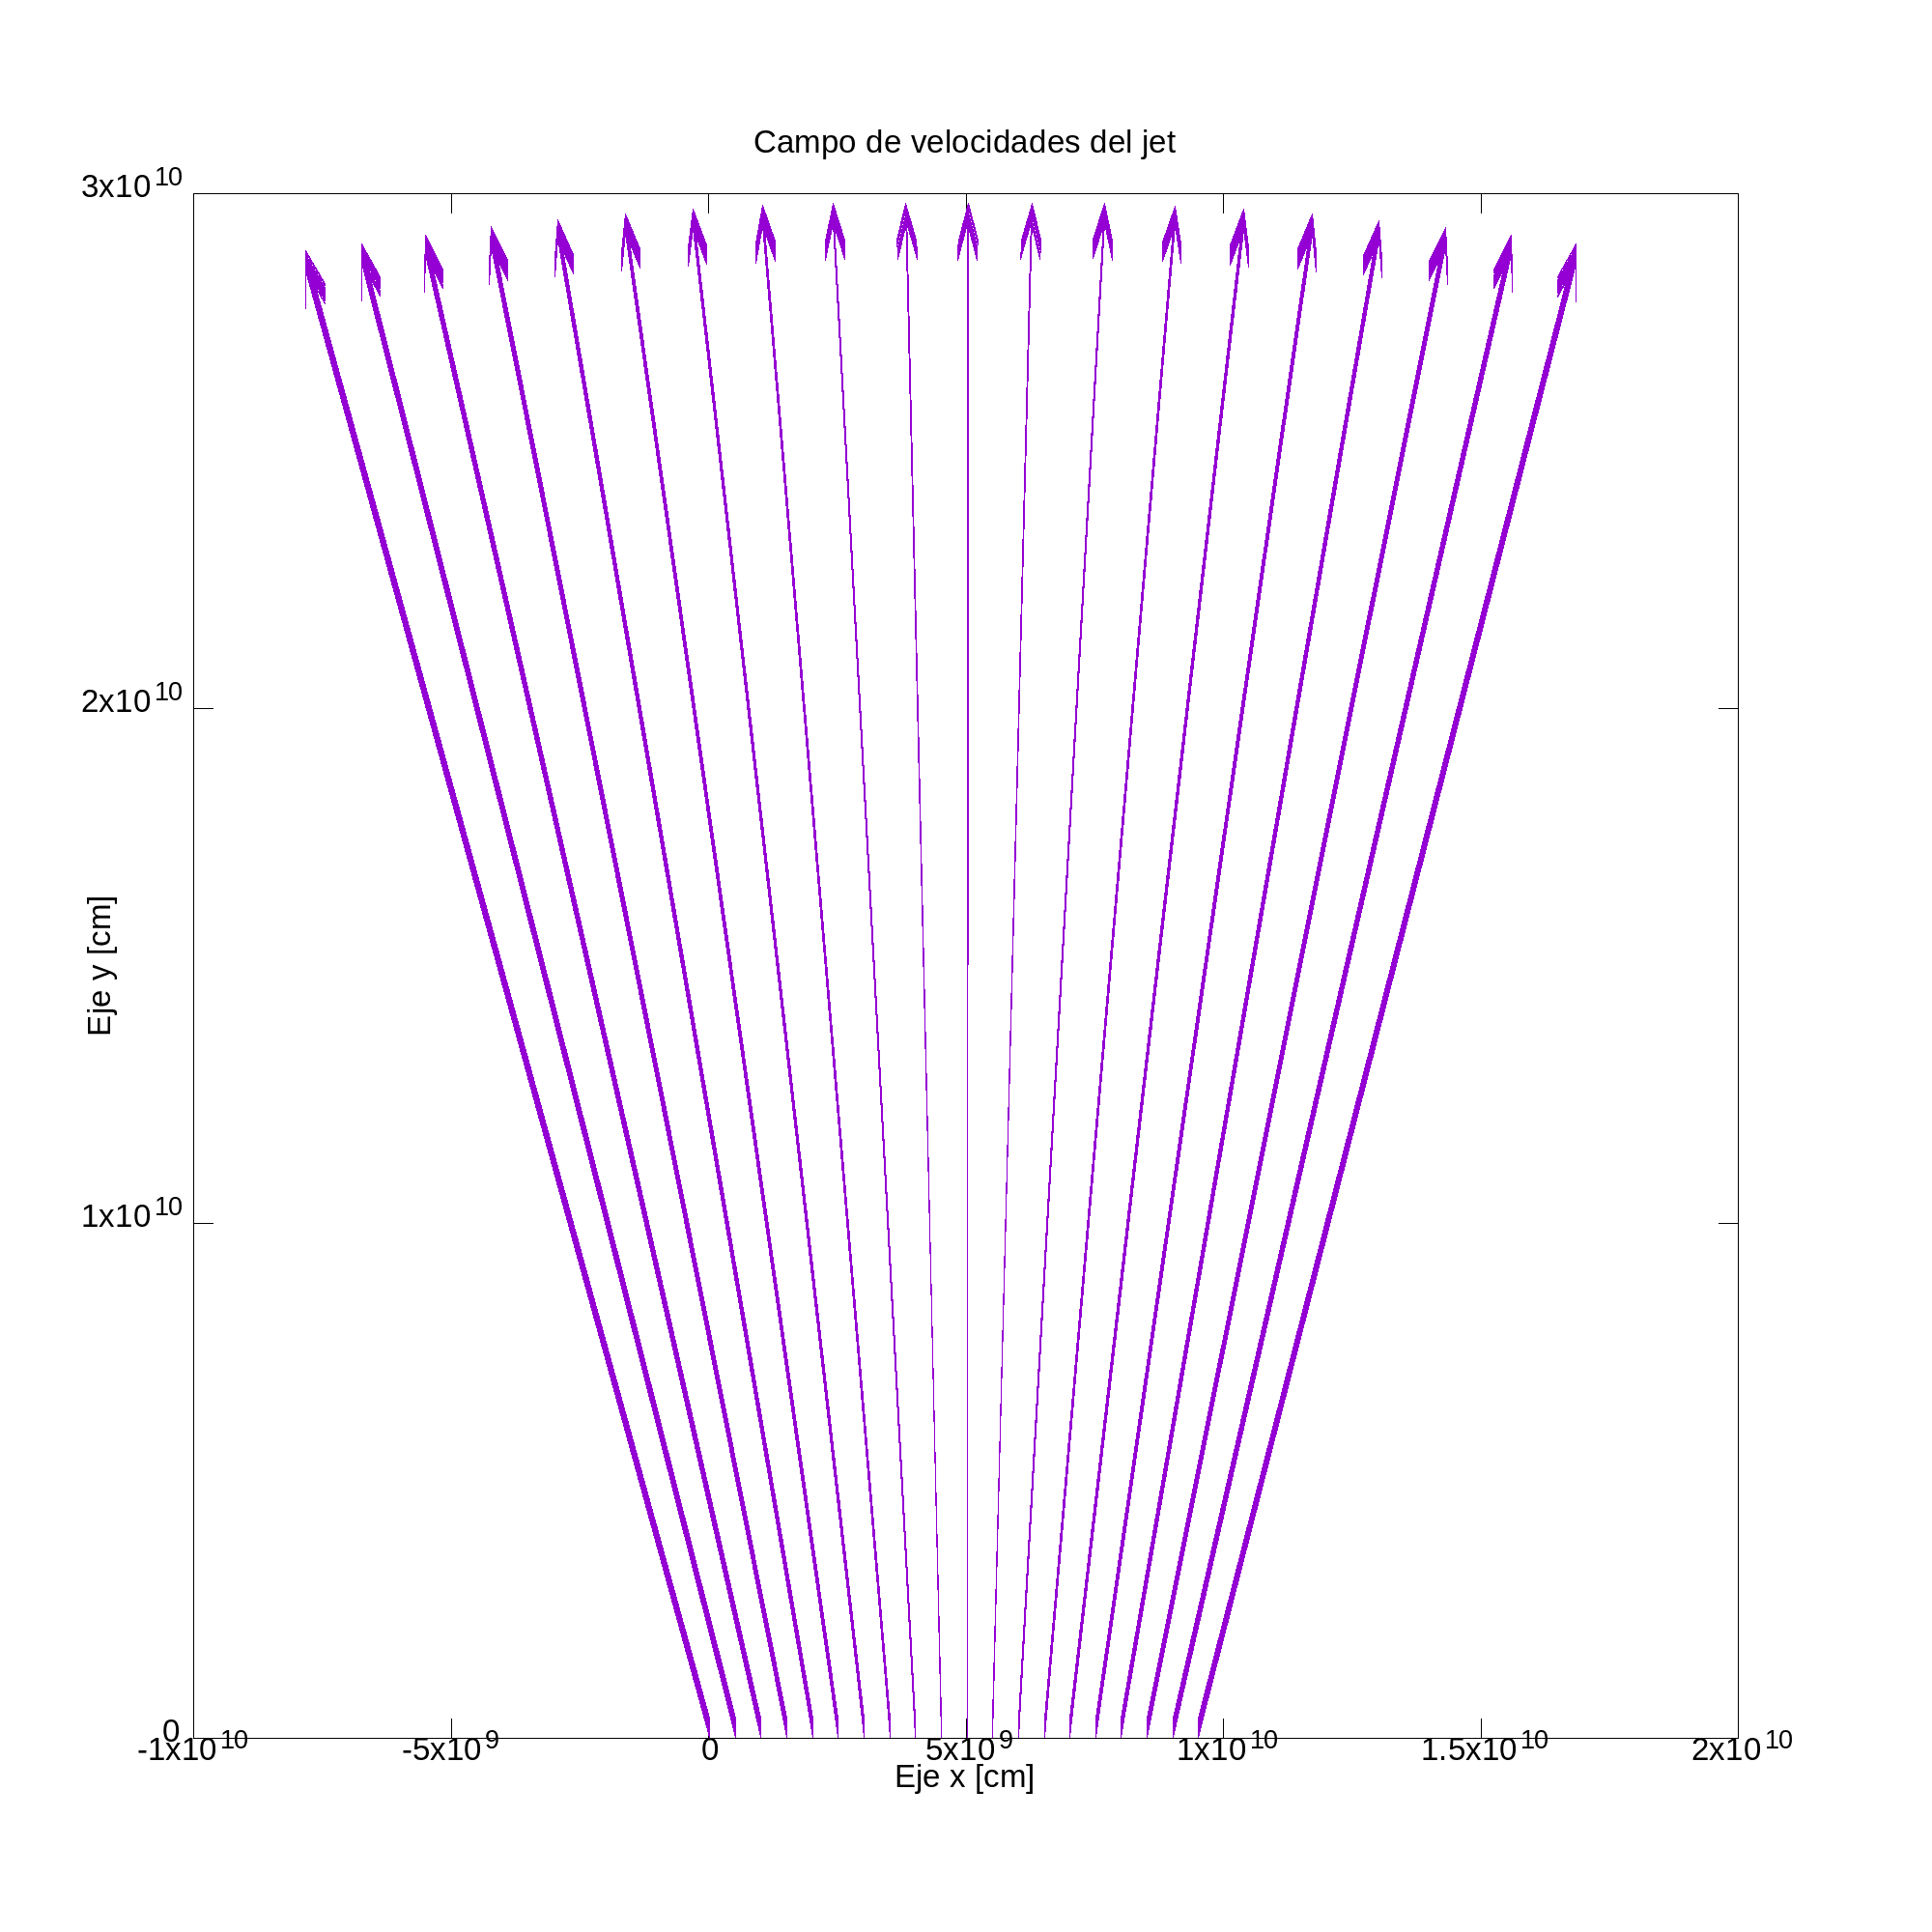 Campo de velocidades del jet
3x10^10
2x10^10
1x10^10
0
Eje y [cm]
-1x10^10 -5x10^9 0 5x10^9 1x10^10 1.5x10^10 2x10^10
Eje x [cm]